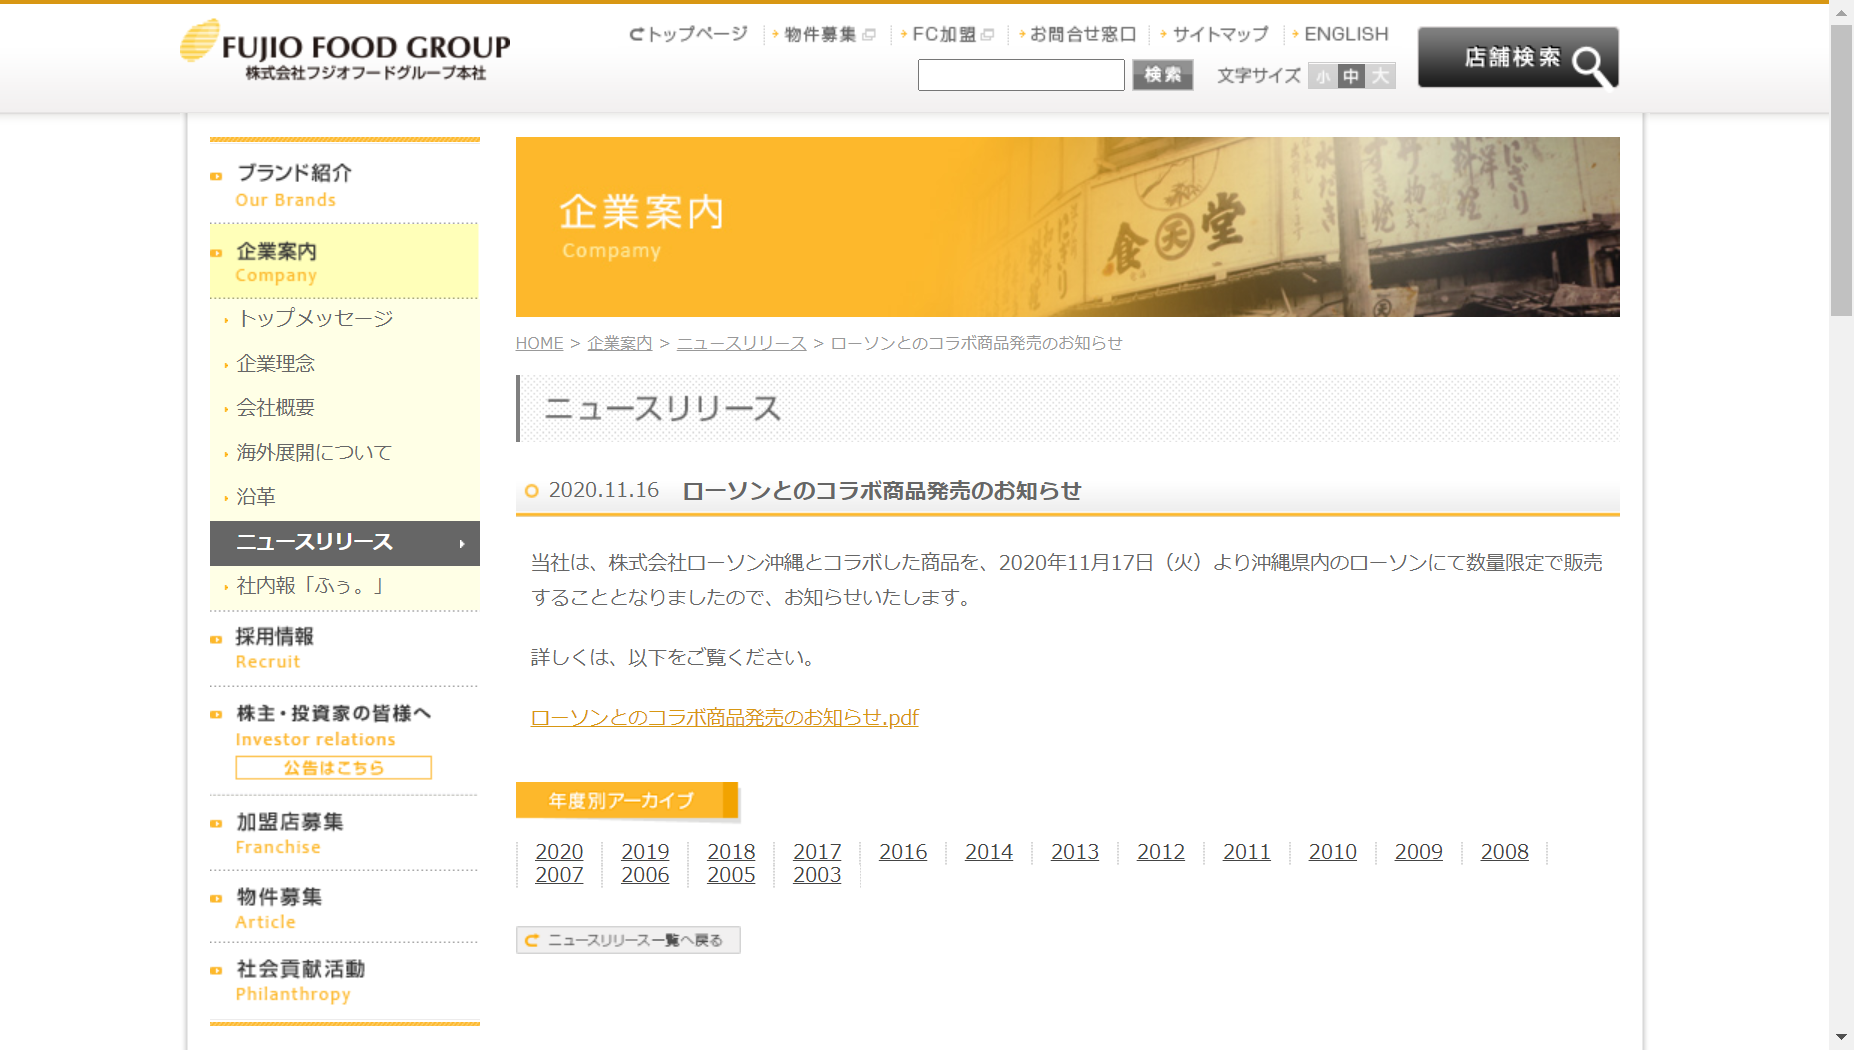 FUJIO FOOD GROUP
株式会社フジオフードグループ本社
トップページ
物件募集
FC加盟
お問合せ窓口
サイトマップ
ENGLISH
検索
文字サイズ 小 中 大
店舗検索
ブランド紹介
Our Brands
企業案内
Company
トップメッセージ
企業理念
会社概要
海外展開について
沿革
ニュースリリース
社内報「ふぅ。」
採用情報
Recruit
株主・投資家の皆様へ
Investor relations
公告はこちら
加盟店募集
Franchise
物件募集
Article
社会貢献活動
Philanthropy
企業案内
Compamy
食天堂
HOME > 企業案内 > ニュースリリース > ローソンとのコラボ商品発売のお知らせ
ニュースリリース
2020.11.16 ローソンとのコラボ商品発売のお知らせ
当社は、株式会社ローソン沖縄とコラボした商品を、2020年11月17日（火）より沖縄県内のローソンにて数量限定で販売
することとなりましたので、お知らせいたします。
詳しくは、以下をご覧ください。
ローソンとのコラボ商品発売のお知らせ.pdf
年度別アーカイブ
2020 2019 2018 2017 2016 2014 2013 2012 2011 2010 2009 2008
2007 2006 2005 2003
ニュースリリース一覧へ戻る